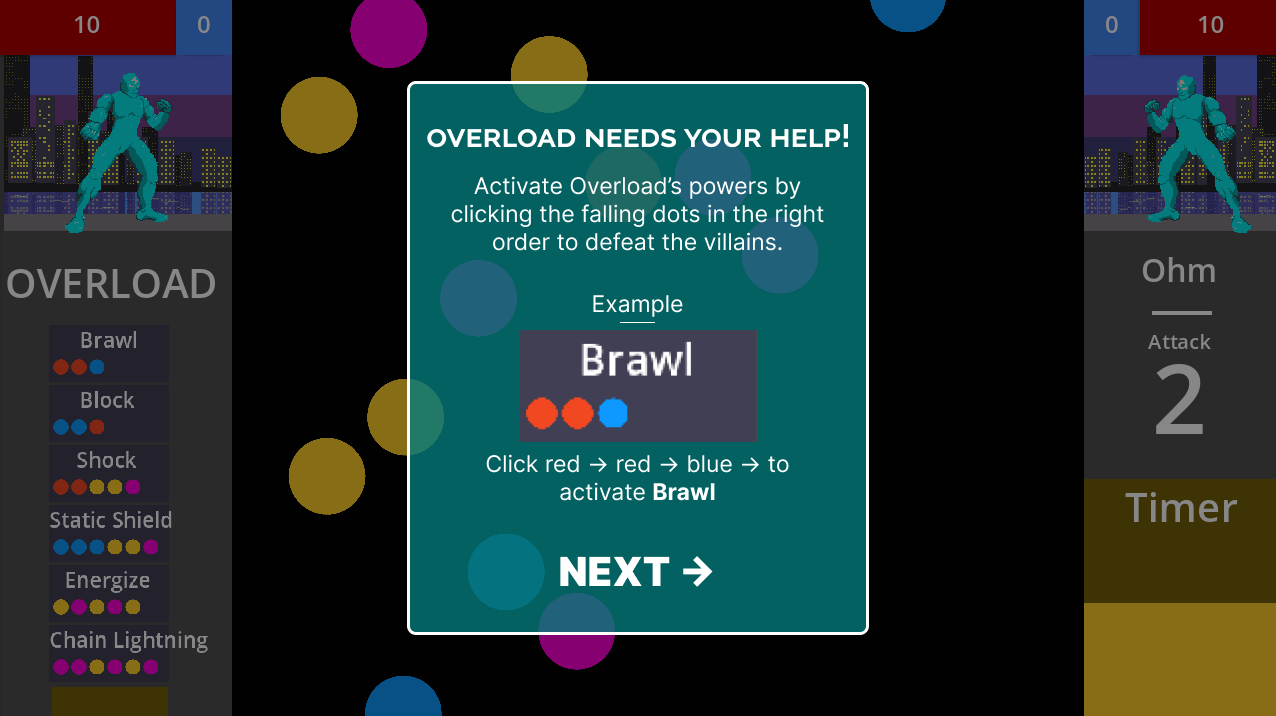 10
0
OVERLOAD
Brawl
Block
Shock
Static Shield
Energize
Chain Lightning
OVERLOAD NEEDS YOUR HELP!
Activate Overload’s powers by
clicking the falling dots in the right
order to defeat the villains.
Example
Brawl
Click red → red → blue → to
activate Brawl
NEXT →
0
10
Ohm
Attack
2
Timer